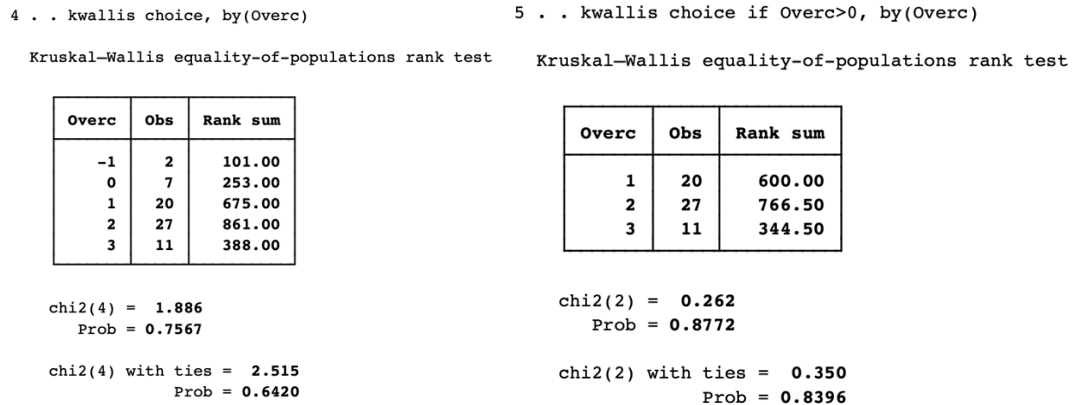 4 . . kwallis choice, by(Overc)
Kruskal–Wallis equality-of-populations rank test
Overc Obs Rank sum
-1 2 101.00
0 7 253.00
1 20 675.00
2 27 861.00
3 11 388.00
chi2(4) = 1.886
Prob = 0.7567
chi2(4) with ties = 2.515
Prob = 0.6420
5 . . kwallis choice if Overc>0, by(Overc)
Kruskal–Wallis equality-of-populations rank test
Overc Obs Rank sum
1 20 600.00
2 27 766.50
3 11 344.50
chi2(2) = 0.262
Prob = 0.8772
chi2(2) with ties = 0.350
Prob = 0.8396